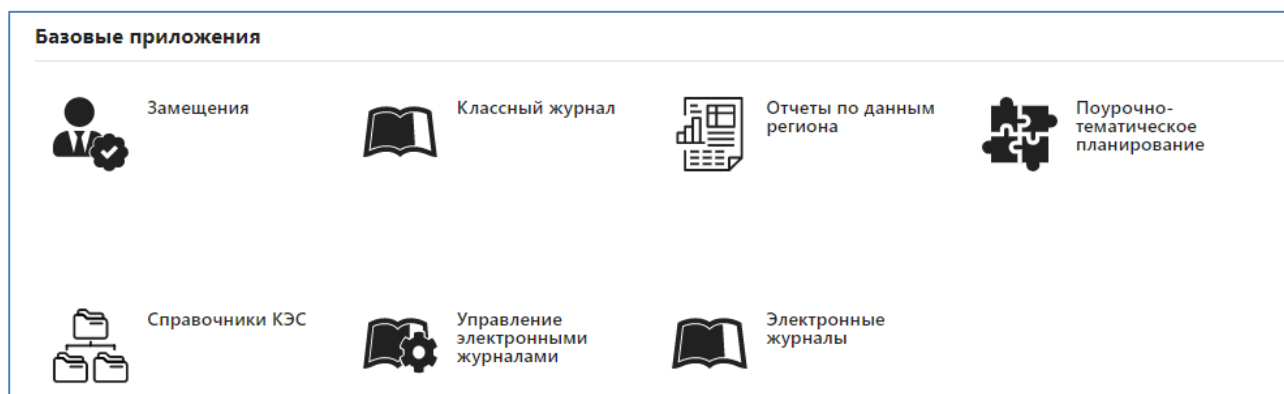 Базовые приложения
Замещения
Классный журнал
Отчеты по данным
региона
Поурочно-
тематическое
планирование
Справочники КЭС
Управление
электронными
журналами
Электронные
журналы